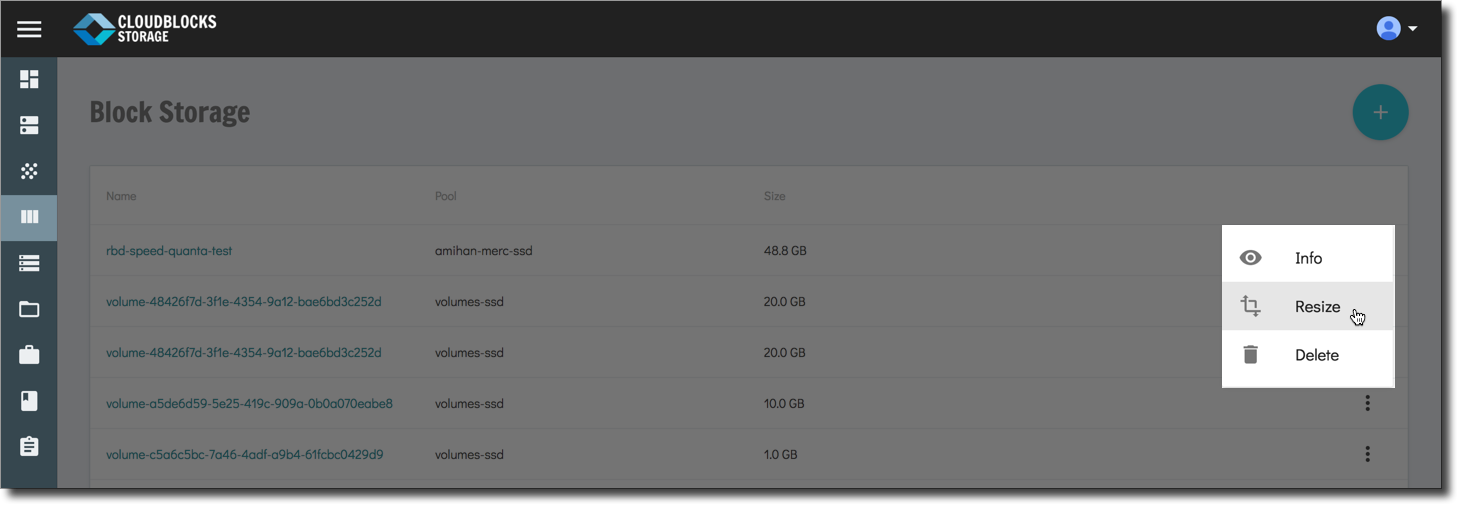 CLOUDBLOCKS
STORAGE
Block Storage
+
Name Pool Size
rbd-speed-quanta-test amihan-merc-ssd 48.8 GB
Info
volume-48426f7d-3f1e-4354-9a12-bae6bd3c252d volumes-ssd 20.0 GB
Resize
volume-48426f7d-3f1e-4354-9a12-bae6bd3c252d volumes-ssd 20.0 GB
Delete
volume-a5de6d59-5e25-419c-909a-0b0a070eabe8 volumes-ssd 10.0 GB
volume-c5a6c5bc-7a46-4adf-a9b4-61fcbc0429d9 volumes-ssd 1.0 GB